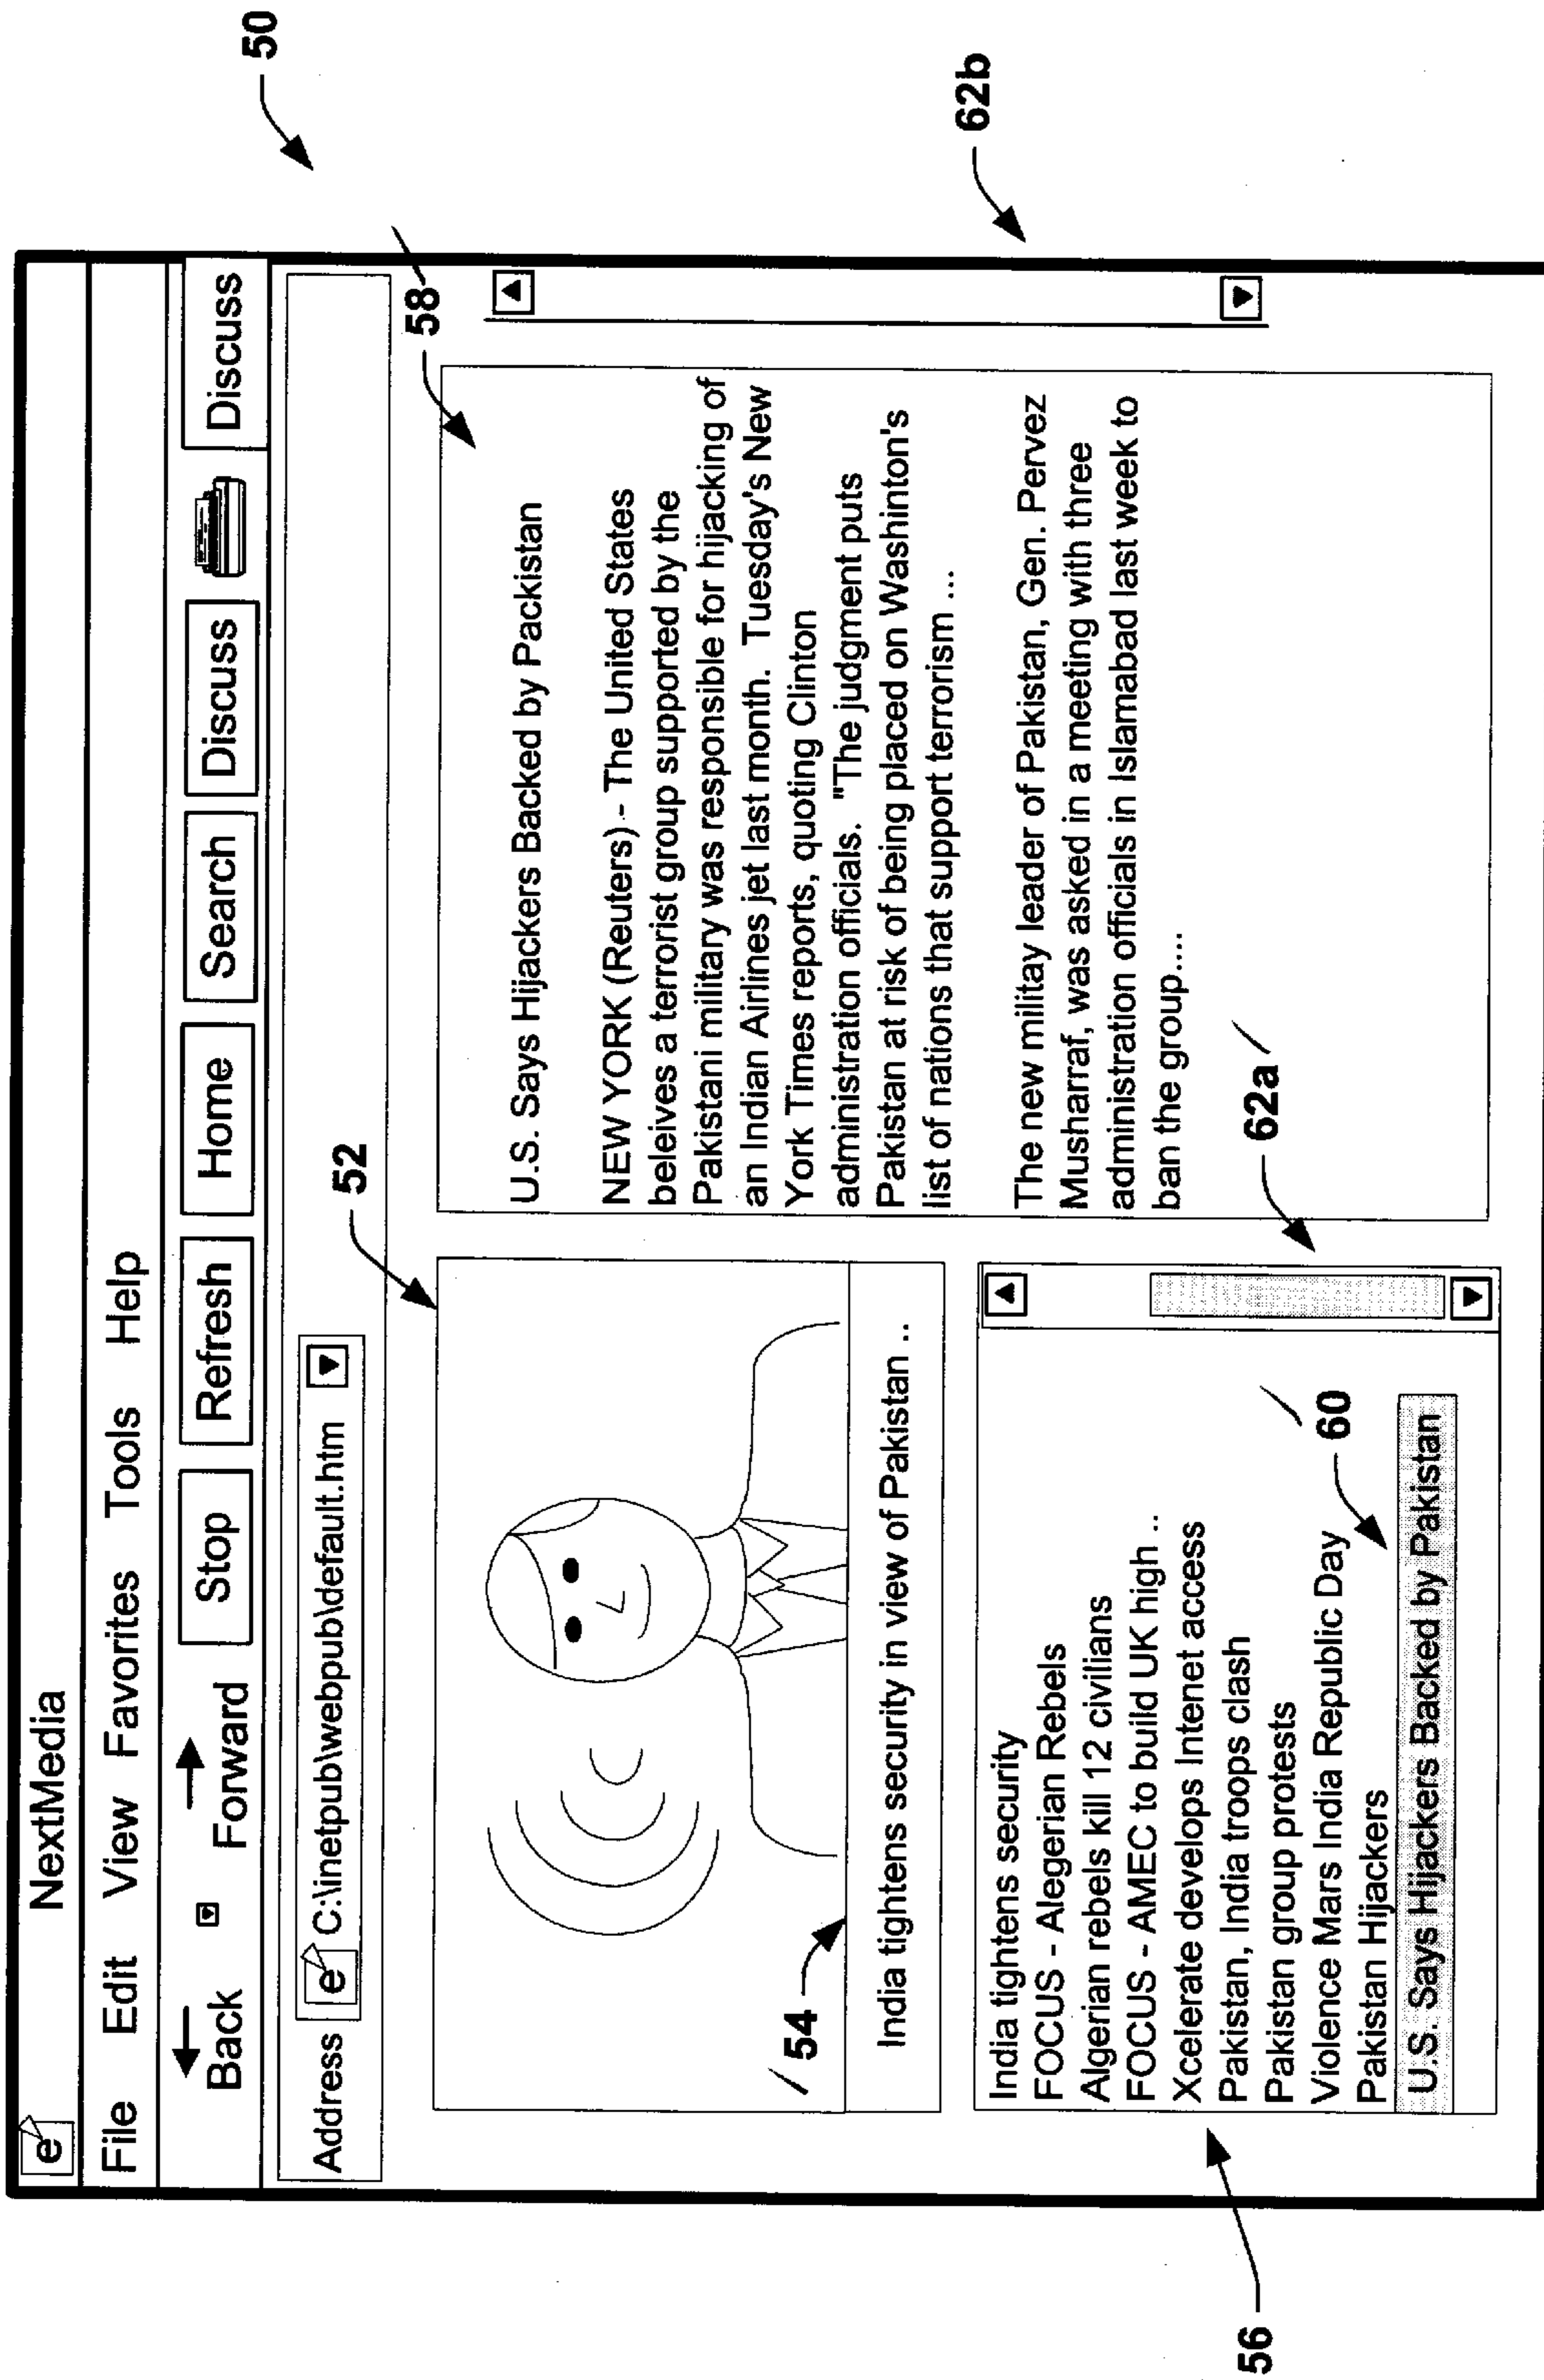 50
e NextMedia
File Edit View Favorites Tools Help
Back Forward Stop Refresh Home Search Discuss Discuss
Address e C:\inetpub\webpub\default.htm
52
58
India tightens security in view of Pakistan ..
54
U.S. Says Hijackers Backed by Packistan
NEW YORK (Reuters) - The United States
beleives a terrorist group supported by the
Pakistani military was responsible for hijacking of
an Indian Airlines jet last month. Tuesday's New
York Times reports, quoting Clinton
administration officials. "The judgment puts
Pakistan at risk of being placed on Washinton's
list of nations that support terrorism ...
The new militay leader of Pakistan, Gen. Pervez
Musharraf, was asked in a meeting with three
administration officials in Islamabad last week to
ban the group....
62b
India tightens security
FOCUS - Alegerian Rebels
Algerian rebels kill 12 civilians
FOCUS - AMEC to build UK high ..
Xcelerate develops Intenet access
Pakistan, India troops clash
Pakistan group protests
Violence Mars India Republic Day
Pakistan Hijackers
U.S. Says Hijackers Backed by Pakistan
56
60
62a